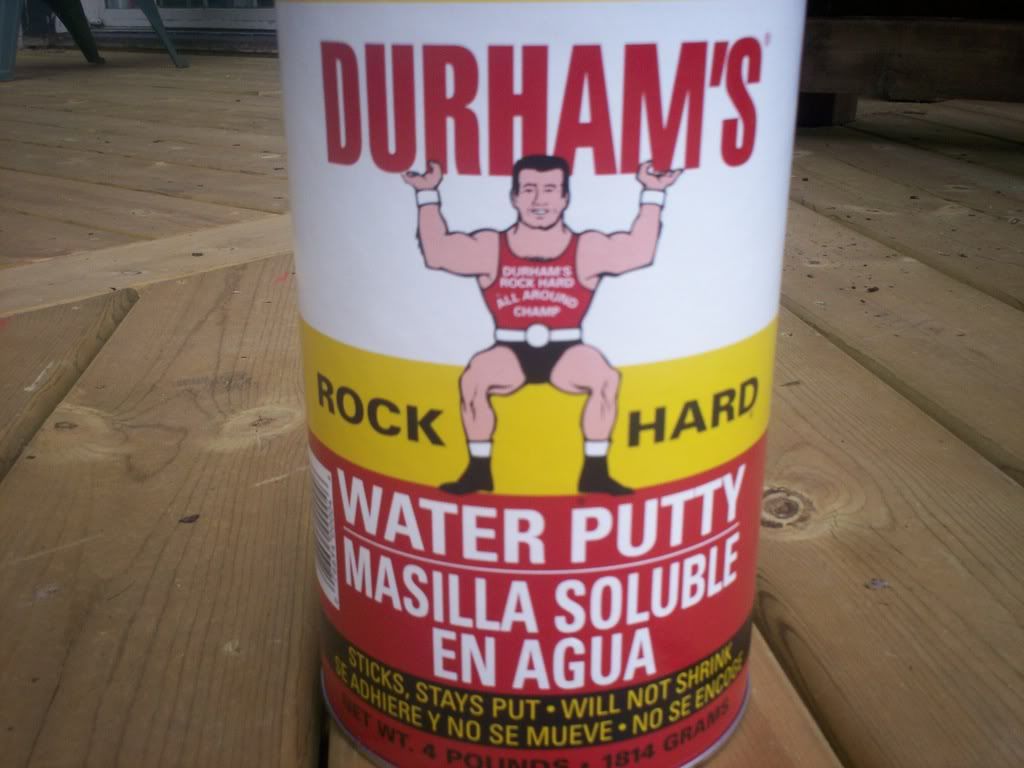 DURHAM'S®
DURHAM'S
ROCK HARD
ALL AROUND
CHAMP
ROCK HARD
WATER PUTTY
MASILLA SOLUBLE
EN AGUA
STICKS, STAYS PUT • WILL NOT SHRINK
SE ADHIERE Y NO SE MUEVE • NO SE ENCOGE
NET WT. 4 POUNDS • 1814 GRAMS